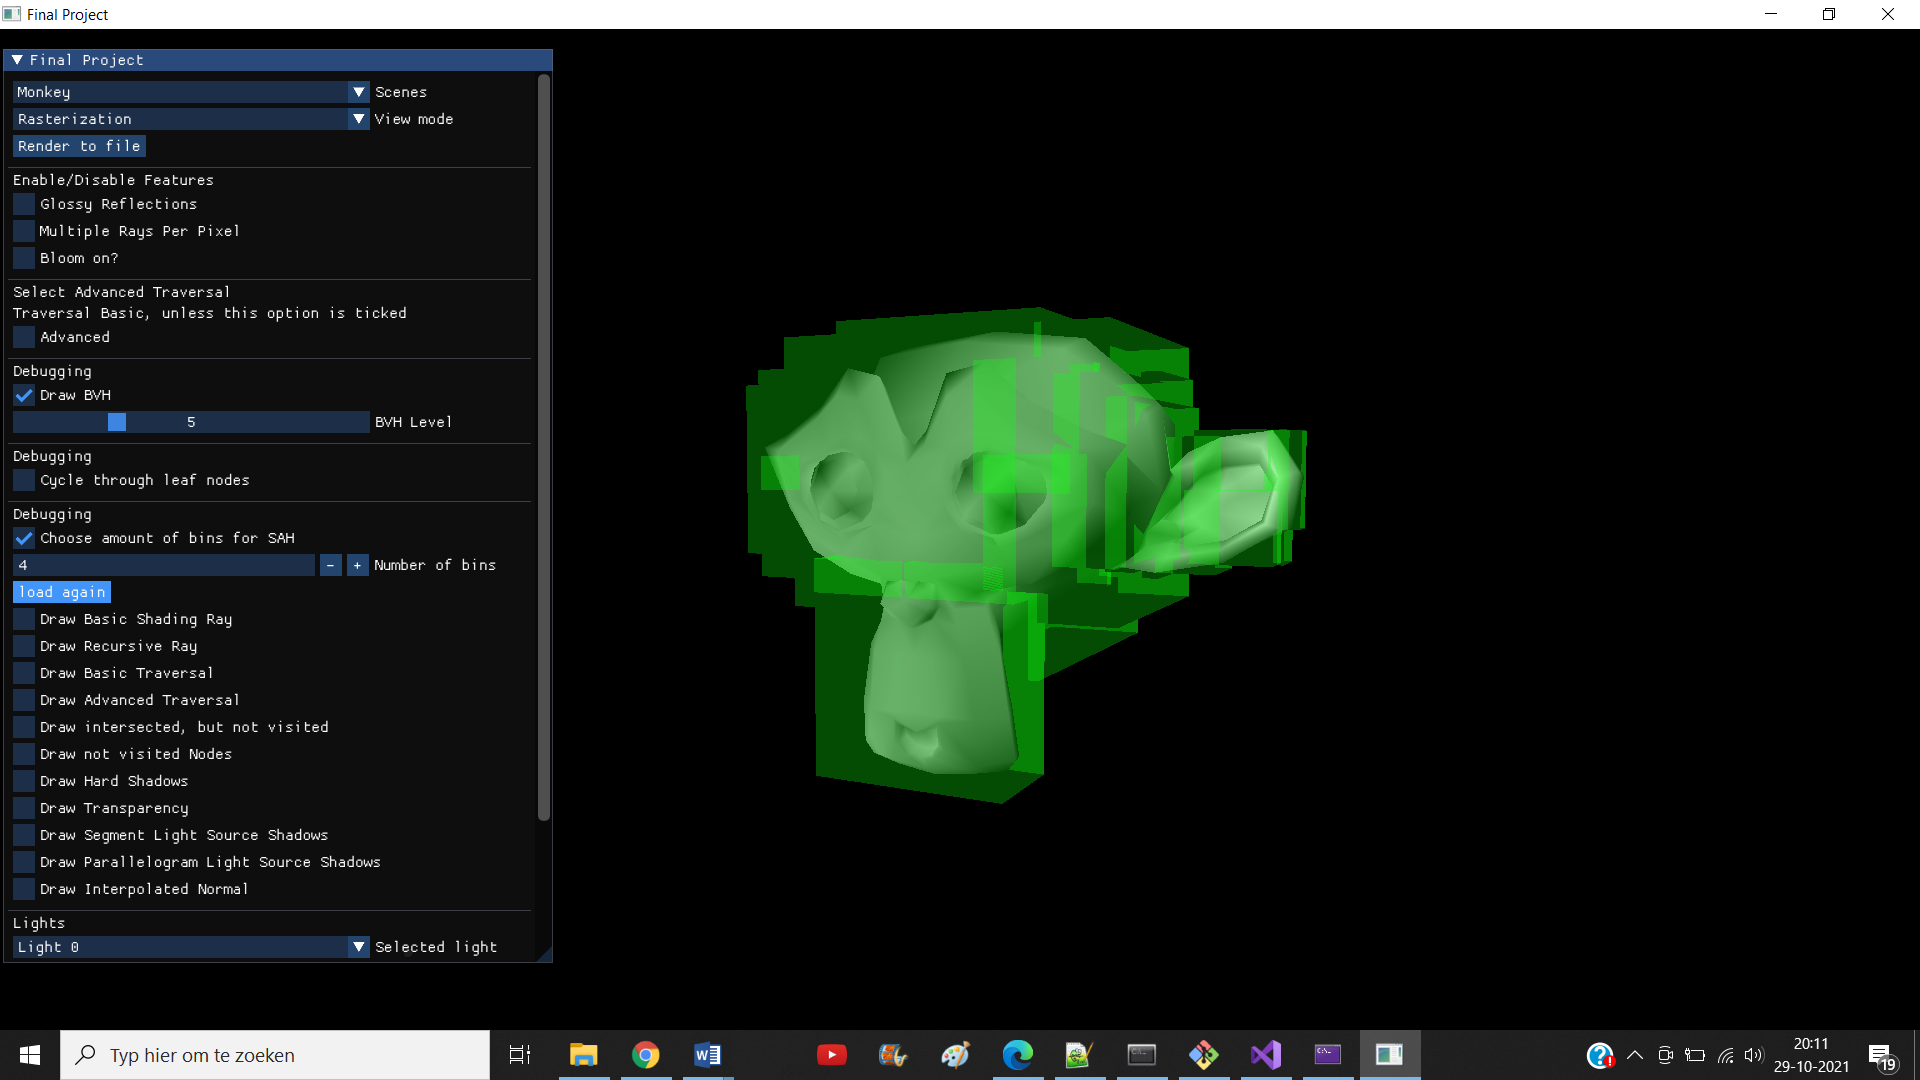 Final Project
Final Project
Monkey Scenes
Rasterization View mode
Render to file
Enable/Disable Features
Glossy Reflections
Multiple Rays Per Pixel
Bloom on?
Select Advanced Traversal
Traversal Basic, unless this option is ticked
Advanced
Debugging
Draw BVH
5 BVH Level
Debugging
Cycle through leaf nodes
Debugging
Choose amount of bins for SAH
4 - + Number of bins
load again
Draw Basic Shading Ray
Draw Recursive Ray
Draw Basic Traversal
Draw Advanced Traversal
Draw intersected, but not visited
Draw not visited Nodes
Draw Hard Shadows
Draw Transparency
Draw Segment Light Source Shadows
Draw Parallelogram Light Source Shadows
Draw Interpolated Normal
Lights
Light 0 Selected light
Typ hier om te zoeken
20:11
29-10-2021
19